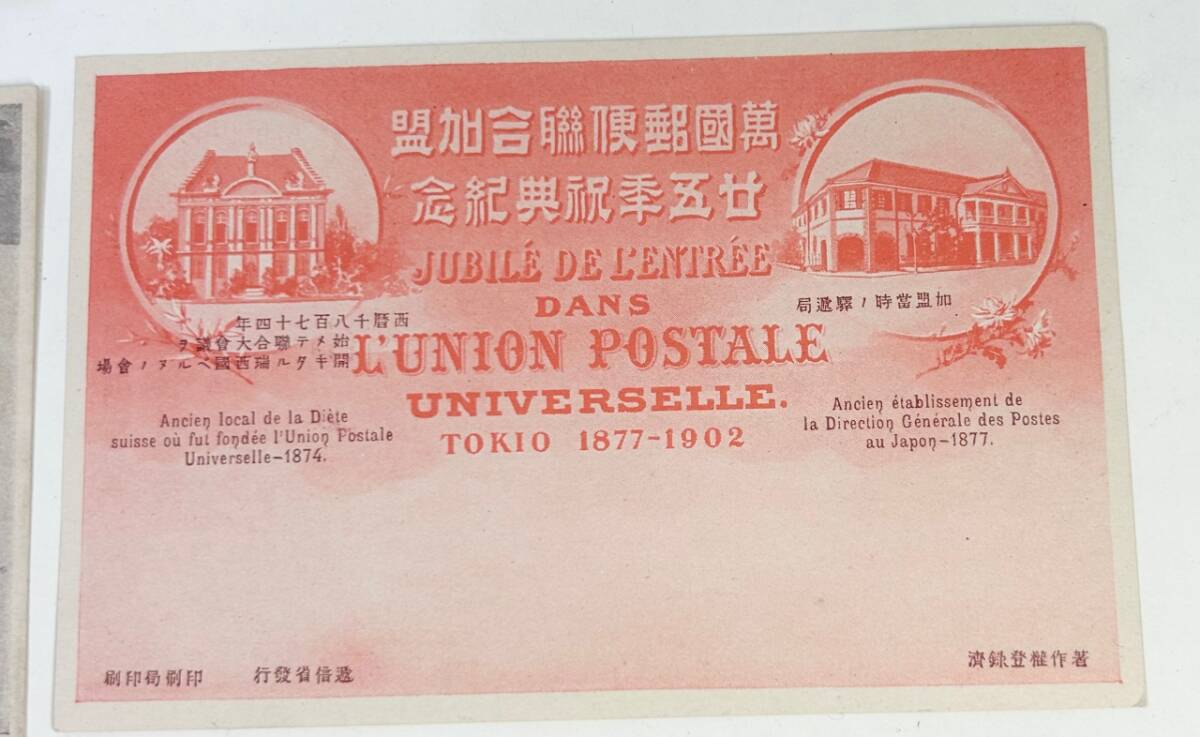 萬國郵便聯合加盟
廿五年祝典紀念
JUBILÉ DE L'ENTRÉE
DANS
L'UNION POSTALE
UNIVERSELLE.
TOKIO 1877-1902
西暦千八百七十四年
始メテ聯合大會議ヲ
開キタル瑞西國ベルヌノ會場
Ancien local de la Diète
suisse où fut fondée l'Union Postale
Universelle-1874.
加盟當時ノ驛遞局
Ancien établissement de
la Direction Générale des Postes
au Japon-1877.
著作權登録濟
遞信省發行
印刷局印刷